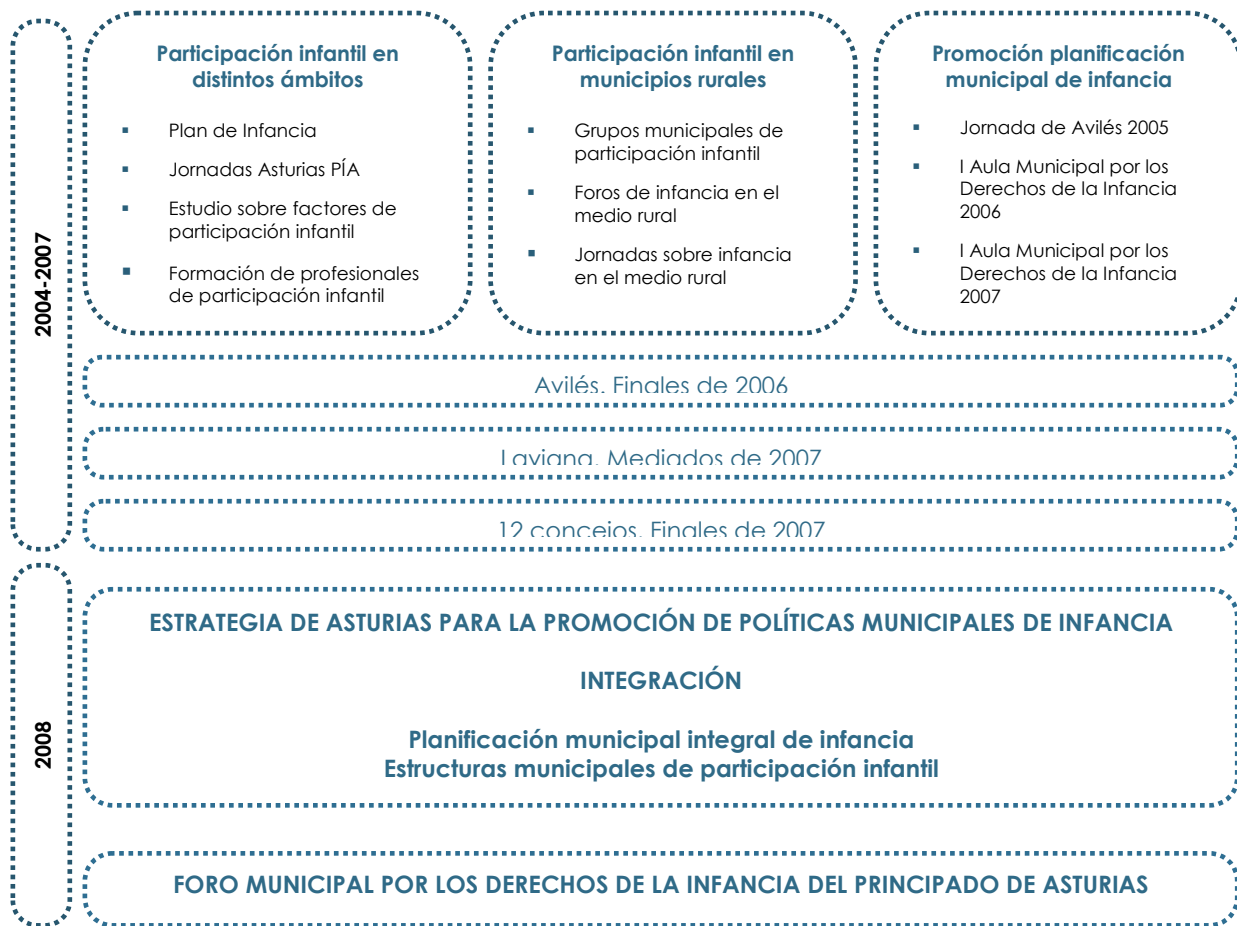 2004-2007
Participación infantil en
distintos ámbitos
▪ Plan de Infancia
▪ Jornadas Asturias PÍA
▪ Estudio sobre factores de
participación infantil
▪ Formación de profesionales
de participación infantil
Participación infantil en
municipios rurales
▪ Grupos municipales de
participación infantil
▪ Foros de infancia en el
medio rural
▪ Jornadas sobre infancia
en el medio rural
Promoción planificación
municipal de infancia
▪ Jornada de Avilés 2005
▪ I Aula Municipal por los
Derechos de la Infancia
2006
▪ I Aula Municipal por los
Derechos de la Infancia
2007
Avilés. Finales de 2006
Laviana. Mediados de 2007
12 concejos. Finales de 2007
2008
ESTRATEGIA DE ASTURIAS PARA LA PROMOCIÓN DE POLÍTICAS MUNICIPALES DE INFANCIA
INTEGRACIÓN
Planificación municipal integral de infancia
Estructuras municipales de participación infantil
FORO MUNICIPAL POR LOS DERECHOS DE LA INFANCIA DEL PRINCIPADO DE ASTURIAS